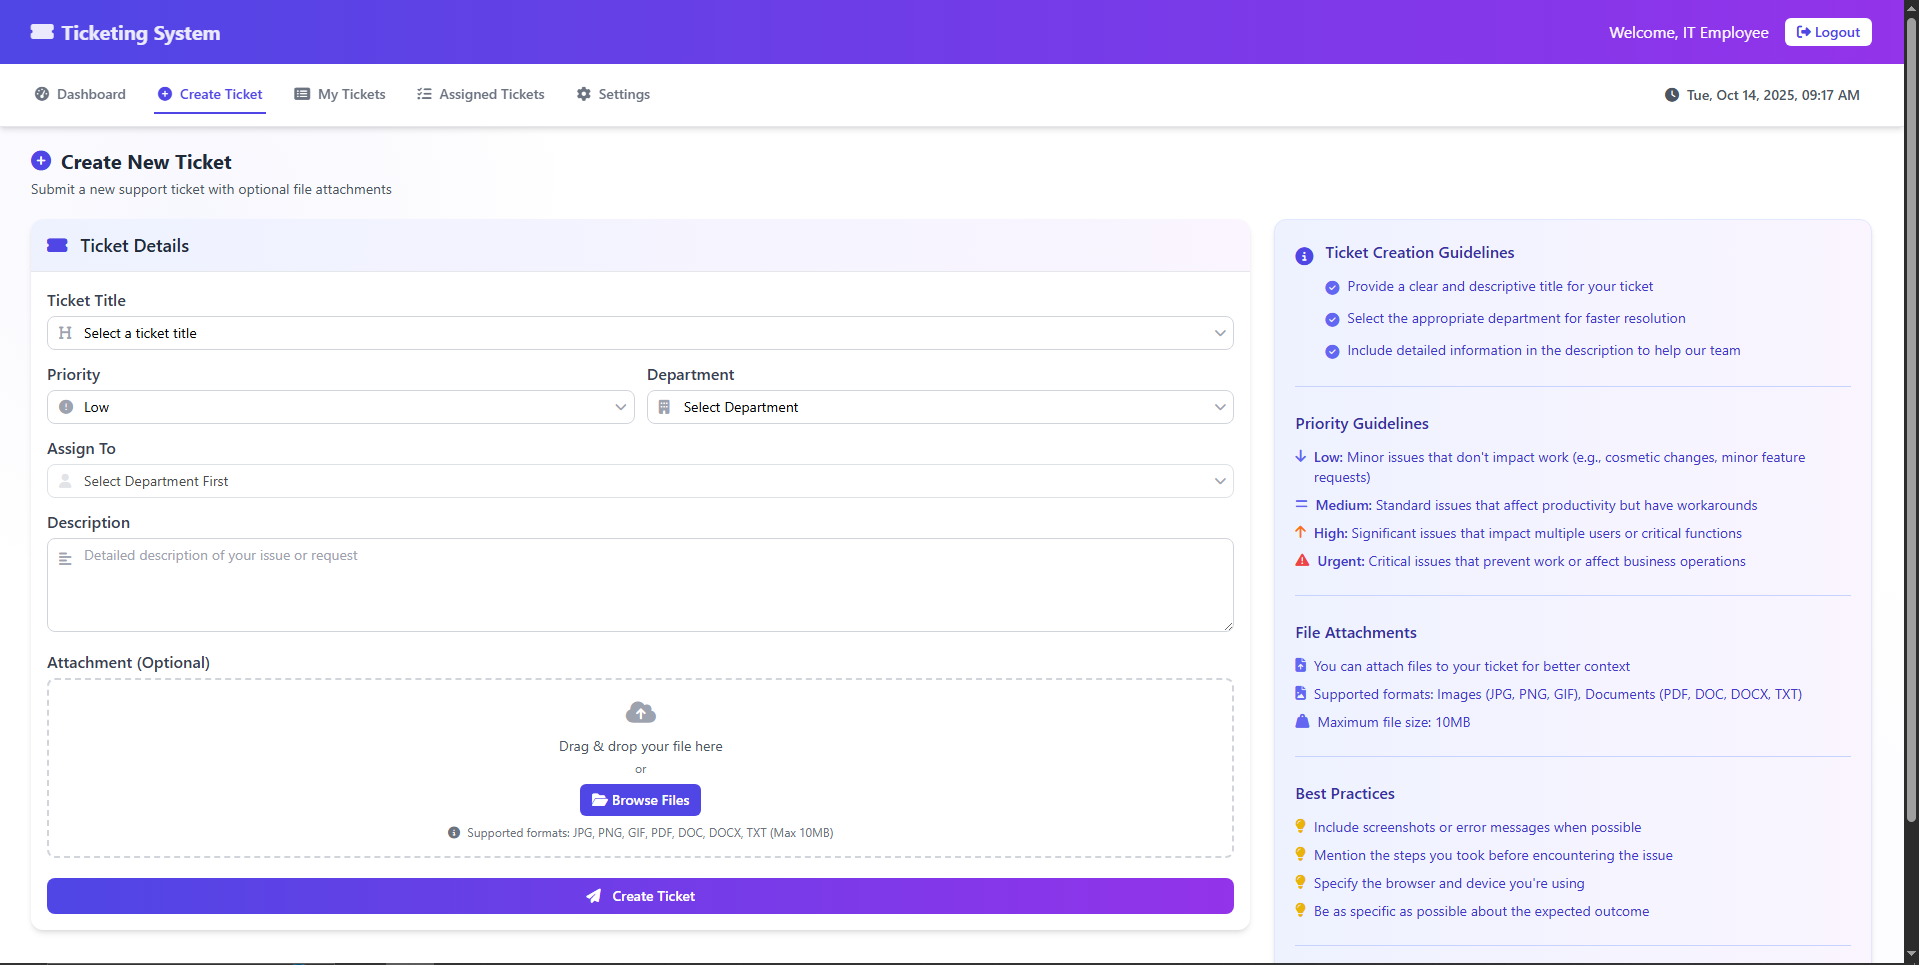 Ticketing System
Welcome, IT Employee
Logout
Dashboard
Create Ticket
My Tickets
Assigned Tickets
Settings
Tue, Oct 14, 2025, 09:17 AM
Create New Ticket
Submit a new support ticket with optional file attachments
Ticket Details
Ticket Title
Select a ticket title
Priority
Low
Department
Select Department
Assign To
Select Department First
Description
Detailed description of your issue or request
Attachment (Optional)
Drag & drop your file here
or
Browse Files
Supported formats: JPG, PNG, GIF, PDF, DOC, DOCX, TXT (Max 10MB)
Create Ticket
Ticket Creation Guidelines
Provide a clear and descriptive title for your ticket
Select the appropriate department for faster resolution
Include detailed information in the description to help our team
Priority Guidelines
Low: Minor issues that don't impact work (e.g., cosmetic changes, minor feature
requests)
Medium: Standard issues that affect productivity but have workarounds
High: Significant issues that impact multiple users or critical functions
Urgent: Critical issues that prevent work or affect business operations
File Attachments
You can attach files to your ticket for better context
Supported formats: Images (JPG, PNG, GIF), Documents (PDF, DOC, DOCX, TXT)
Maximum file size: 10MB
Best Practices
Include screenshots or error messages when possible
Mention the steps you took before encountering the issue
Specify the browser and device you're using
Be as specific as possible about the expected outcome